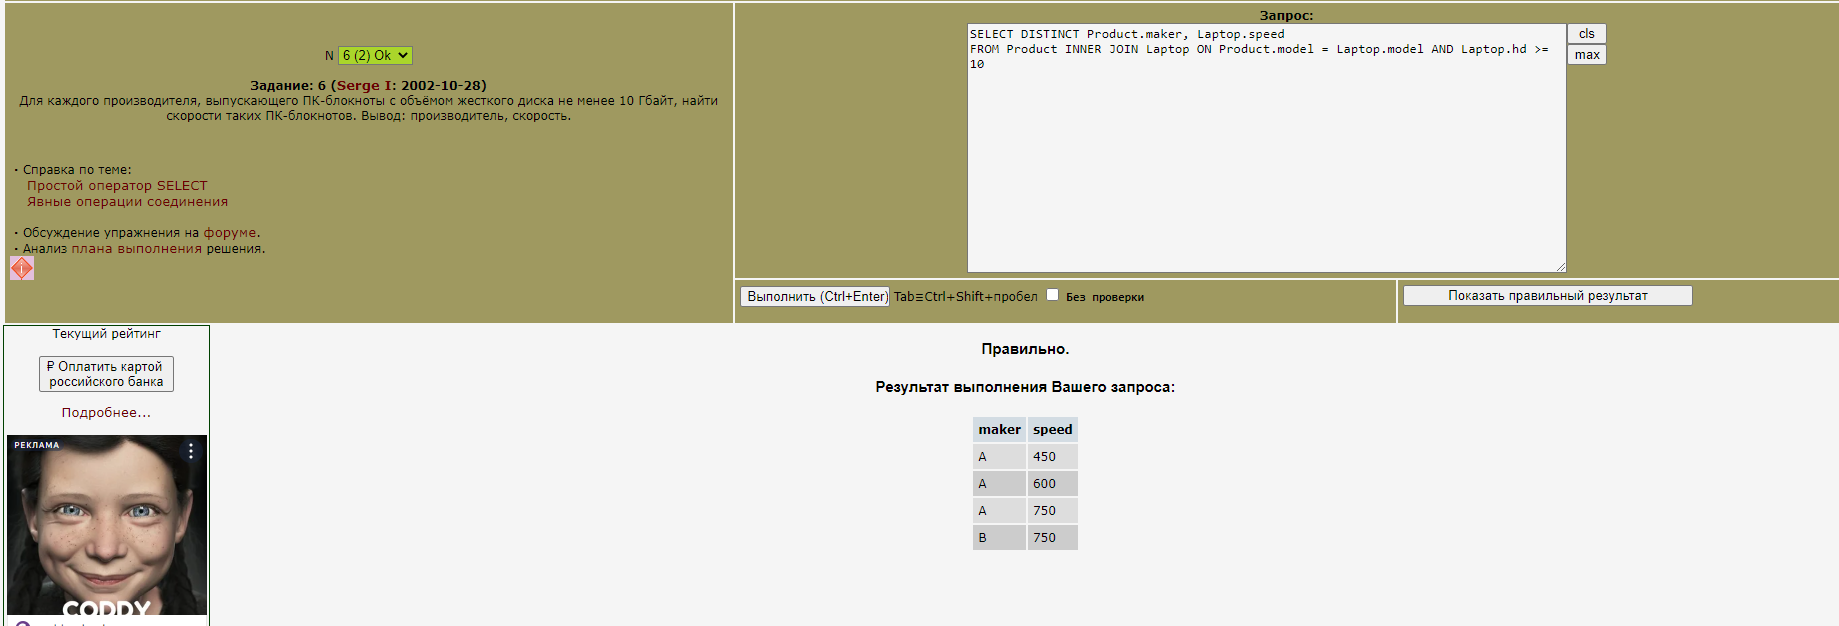 N 6 (2) Ok
Задание: 6 (Serge I: 2002-10-28)
Для каждого производителя, выпускающего ПК-блокноты с объёмом жесткого диска не менее 10 Гбайт, найти
скорости таких ПК-блокнотов. Вывод: производитель, скорость.
· Справка по теме:
Простой оператор SELECT
Явные операции соединения
· Обсуждение упражнения на форуме.
· Анализ плана выполнения решения.
Запрос:
SELECT DISTINCT Product.maker, Laptop.speed
FROM Product INNER JOIN Laptop ON Product.model = Laptop.model AND Laptop.hd >=
10
cls
max
Выполнить (Ctrl+Enter) Tab≡Ctrl+Shift+пробел Без проверки
Показать правильный результат
Текущий рейтинг
₽ Оплатить картой
российского банка
Подробнее...
РЕКЛАМА
CODDY
Правильно.
Результат выполнения Вашего запроса:
maker speed
A 450
A 600
A 750
B 750